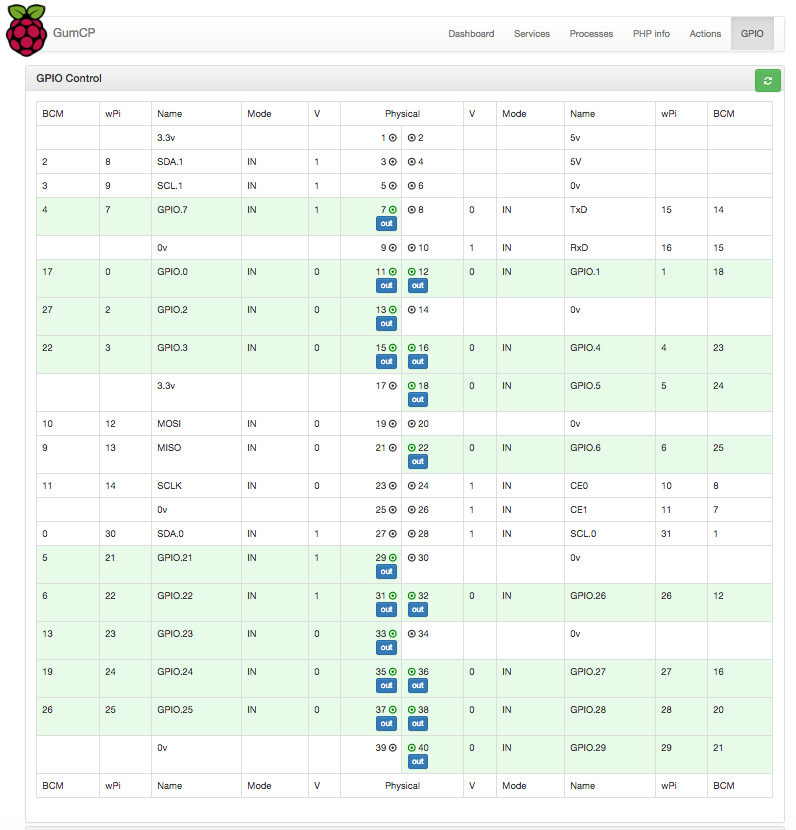 GumCP
Dashboard Services Processes PHP info Actions GPIO
GPIO Control
BCM wPi Name Mode V Physical V Mode Name wPi BCM
3.3v 1 2 5v
2 8 SDA.1 IN 1 3 4 5V
3 9 SCL.1 IN 1 5 6 0v
4 7 GPIO.7 IN 1 7 8 0 IN TxD 15 14
out
0v 9 10 1 IN RxD 16 15
17 0 GPIO.0 IN 0 11 12 0 IN GPIO.1 1 18
out out
27 2 GPIO.2 IN 0 13 14 0v
out
22 3 GPIO.3 IN 0 15 16 0 IN GPIO.4 4 23
out out
3.3v 17 18 0 IN GPIO.5 5 24
out
10 12 MOSI IN 0 19 20 0v
9 13 MISO IN 0 21 22 0 IN GPIO.6 6 25
out
11 14 SCLK IN 0 23 24 1 IN CE0 10 8
0v 25 26 1 IN CE1 11 7
0 30 SDA.0 IN 1 27 28 1 IN SCL.0 31 1
5 21 GPIO.21 IN 1 29 30 0v
out
6 22 GPIO.22 IN 1 31 32 0 IN GPIO.26 26 12
out out
13 23 GPIO.23 IN 0 33 34 0v
out
19 24 GPIO.24 IN 0 35 36 0 IN GPIO.27 27 16
out out
26 25 GPIO.25 IN 0 37 38 0 IN GPIO.28 28 20
out out
0v 39 40 0 IN GPIO.29 29 21
out
BCM wPi Name Mode V Physical V Mode Name wPi BCM